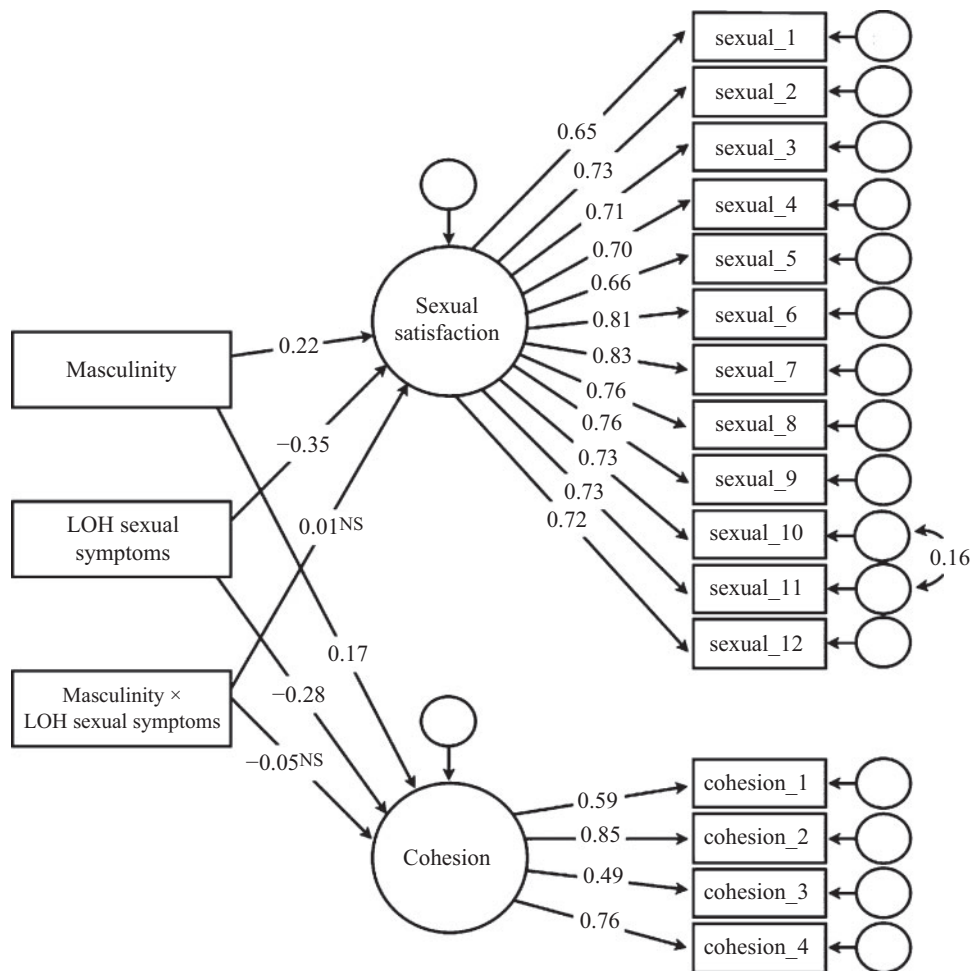 sexual_1
sexual_2
sexual_3
sexual_4
sexual_5
sexual_6
sexual_7
sexual_8
sexual_9
sexual_10
sexual_11
sexual_12
0.65
0.73
0.71
0.70
0.66
0.81
0.83
0.76
0.76
0.73
0.73
0.72
0.16
Sexual
satisfaction
Masculinity
0.22
LOH sexual
symptoms
−0.35
0.01NS
Masculinity ×
LOH sexual symptoms
0.17
−0.28
−0.05NS
Cohesion
0.59
0.85
0.49
0.76
cohesion_1
cohesion_2
cohesion_3
cohesion_4